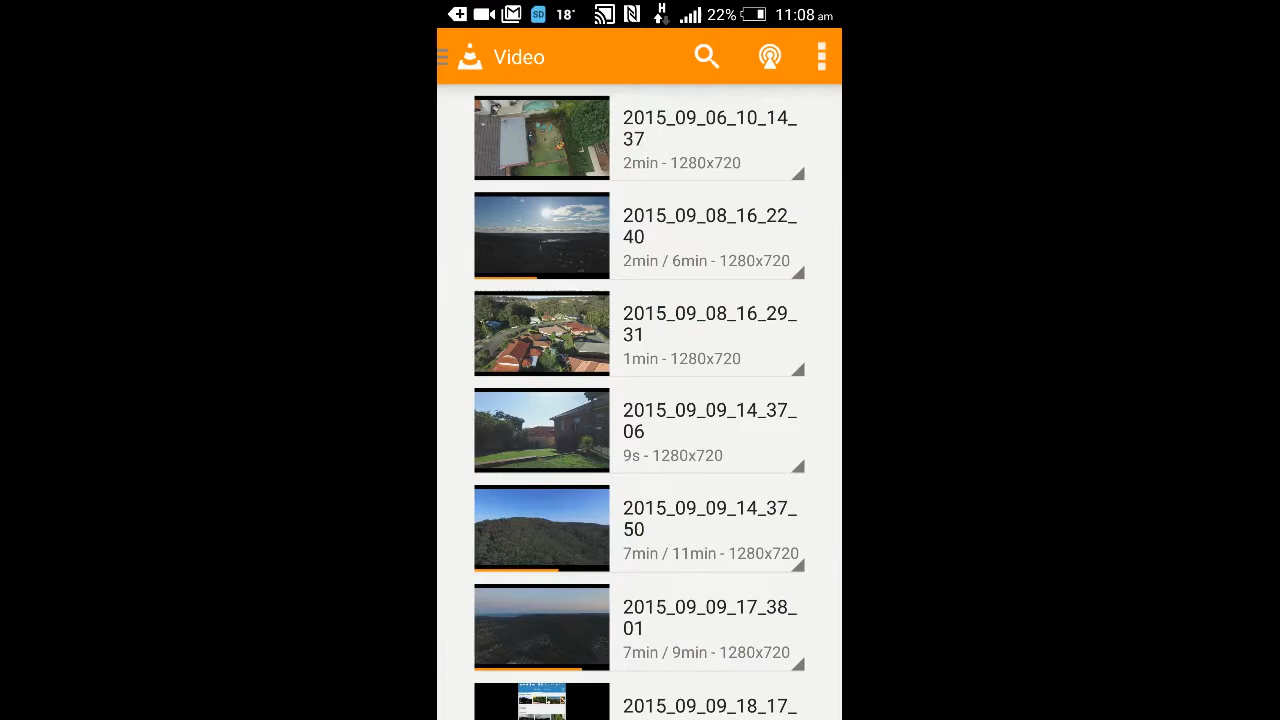 SD 18° H 22% 11:08 am
Video
2015_09_06_10_14_
37
2min - 1280x720
2015_09_08_16_22_
40
2min / 6min - 1280x720
2015_09_08_16_29_
31
1min - 1280x720
2015_09_09_14_37_
06
9s - 1280x720
2015_09_09_14_37_
50
7min / 11min - 1280x720
2015_09_09_17_38_
01
7min / 9min - 1280x720
2015_09_09_18_17_